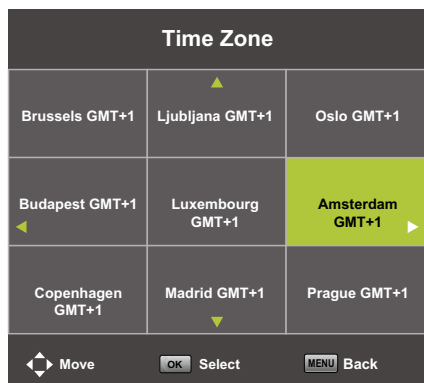 Time Zone
Brussels GMT+1
Ljubljana GMT+1
Oslo GMT+1
Budapest GMT+1
Luxembourg
GMT+1
Amsterdam
GMT+1
Copenhagen
GMT+1
Madrid GMT+1
Prague GMT+1
Move
OK Select
MENU Back